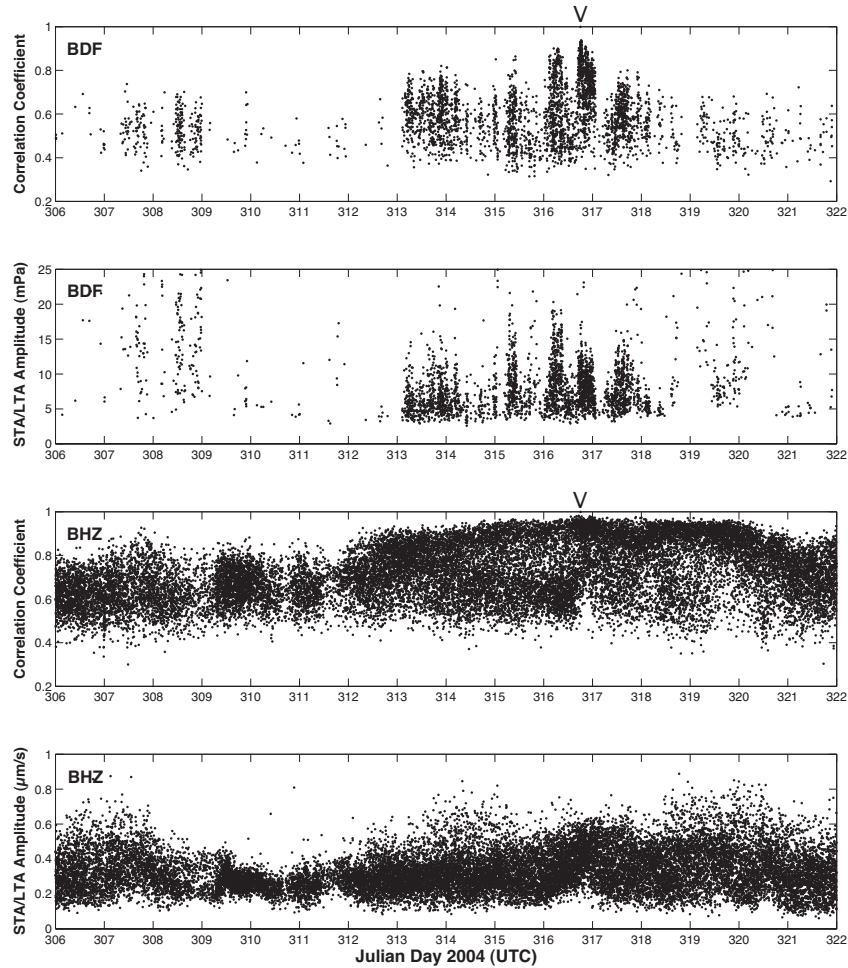 V
BDF
Correlation Coefficient
1
0.8
0.6
0.4
0.2
306 307 308 309 310 311 312 313 314 315 316 317 318 319 320 321 322
BDF
STA/LTA Amplitude (mPa)
25
20
15
10
5
0
306 307 308 309 310 311 312 313 314 315 316 317 318 319 320 321 322
V
BHZ
Correlation Coefficient
1
0.8
0.6
0.4
0.2
306 307 308 309 310 311 312 313 314 315 316 317 318 319 320 321 322
BHZ
STA/LTA Amplitude (µm/s)
1
0.8
0.6
0.4
0.2
0
306 307 308 309 310 311 312 313 314 315 316 317 318 319 320 321 322
Julian Day 2004 (UTC)